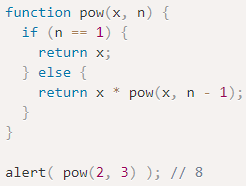 function pow(x, n) {
  if (n == 1) {
    return x;
  } else {
    return x * pow(x, n - 1);
  }
}

alert( pow(2, 3) ); // 8